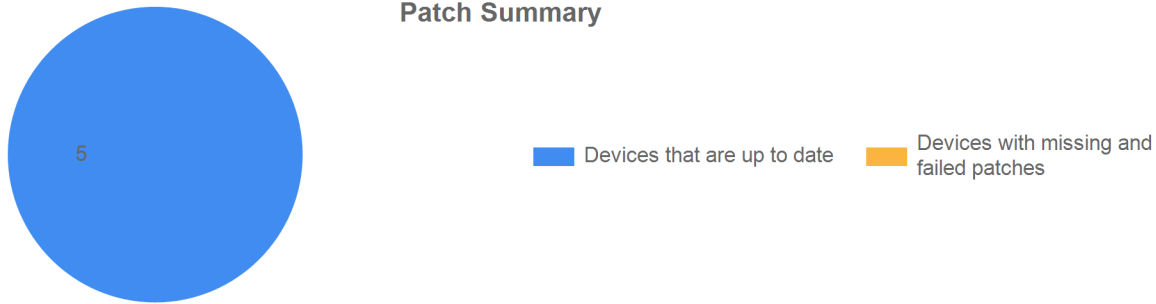 Patch Summary
5
Devices that are up to date
Devices with missing and
failed patches